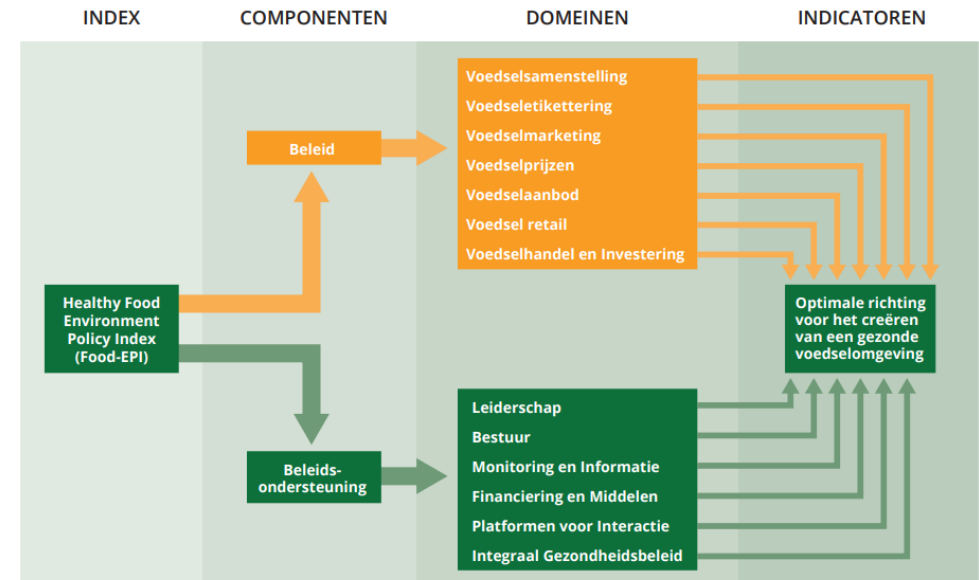 INDEX
COMPONENTEN
DOMEINEN
INDICATOREN
Voedselsamenstelling
Voedseletikettering
Voedselmarketing
Voedselprijzen
Voedselaanbod
Voedsel retail
Voedselhandel en Investering
Beleid
Healthy Food
Environment
Policy Index
(Food-EPI)
Optimale richting
voor het creëren
van een gezonde
voedselomgeving
Beleids-
ondersteuning
Leiderschap
Bestuur
Monitoring en Informatie
Financiering en Middelen
Platformen voor Interactie
Integraal Gezondheidsbeleid